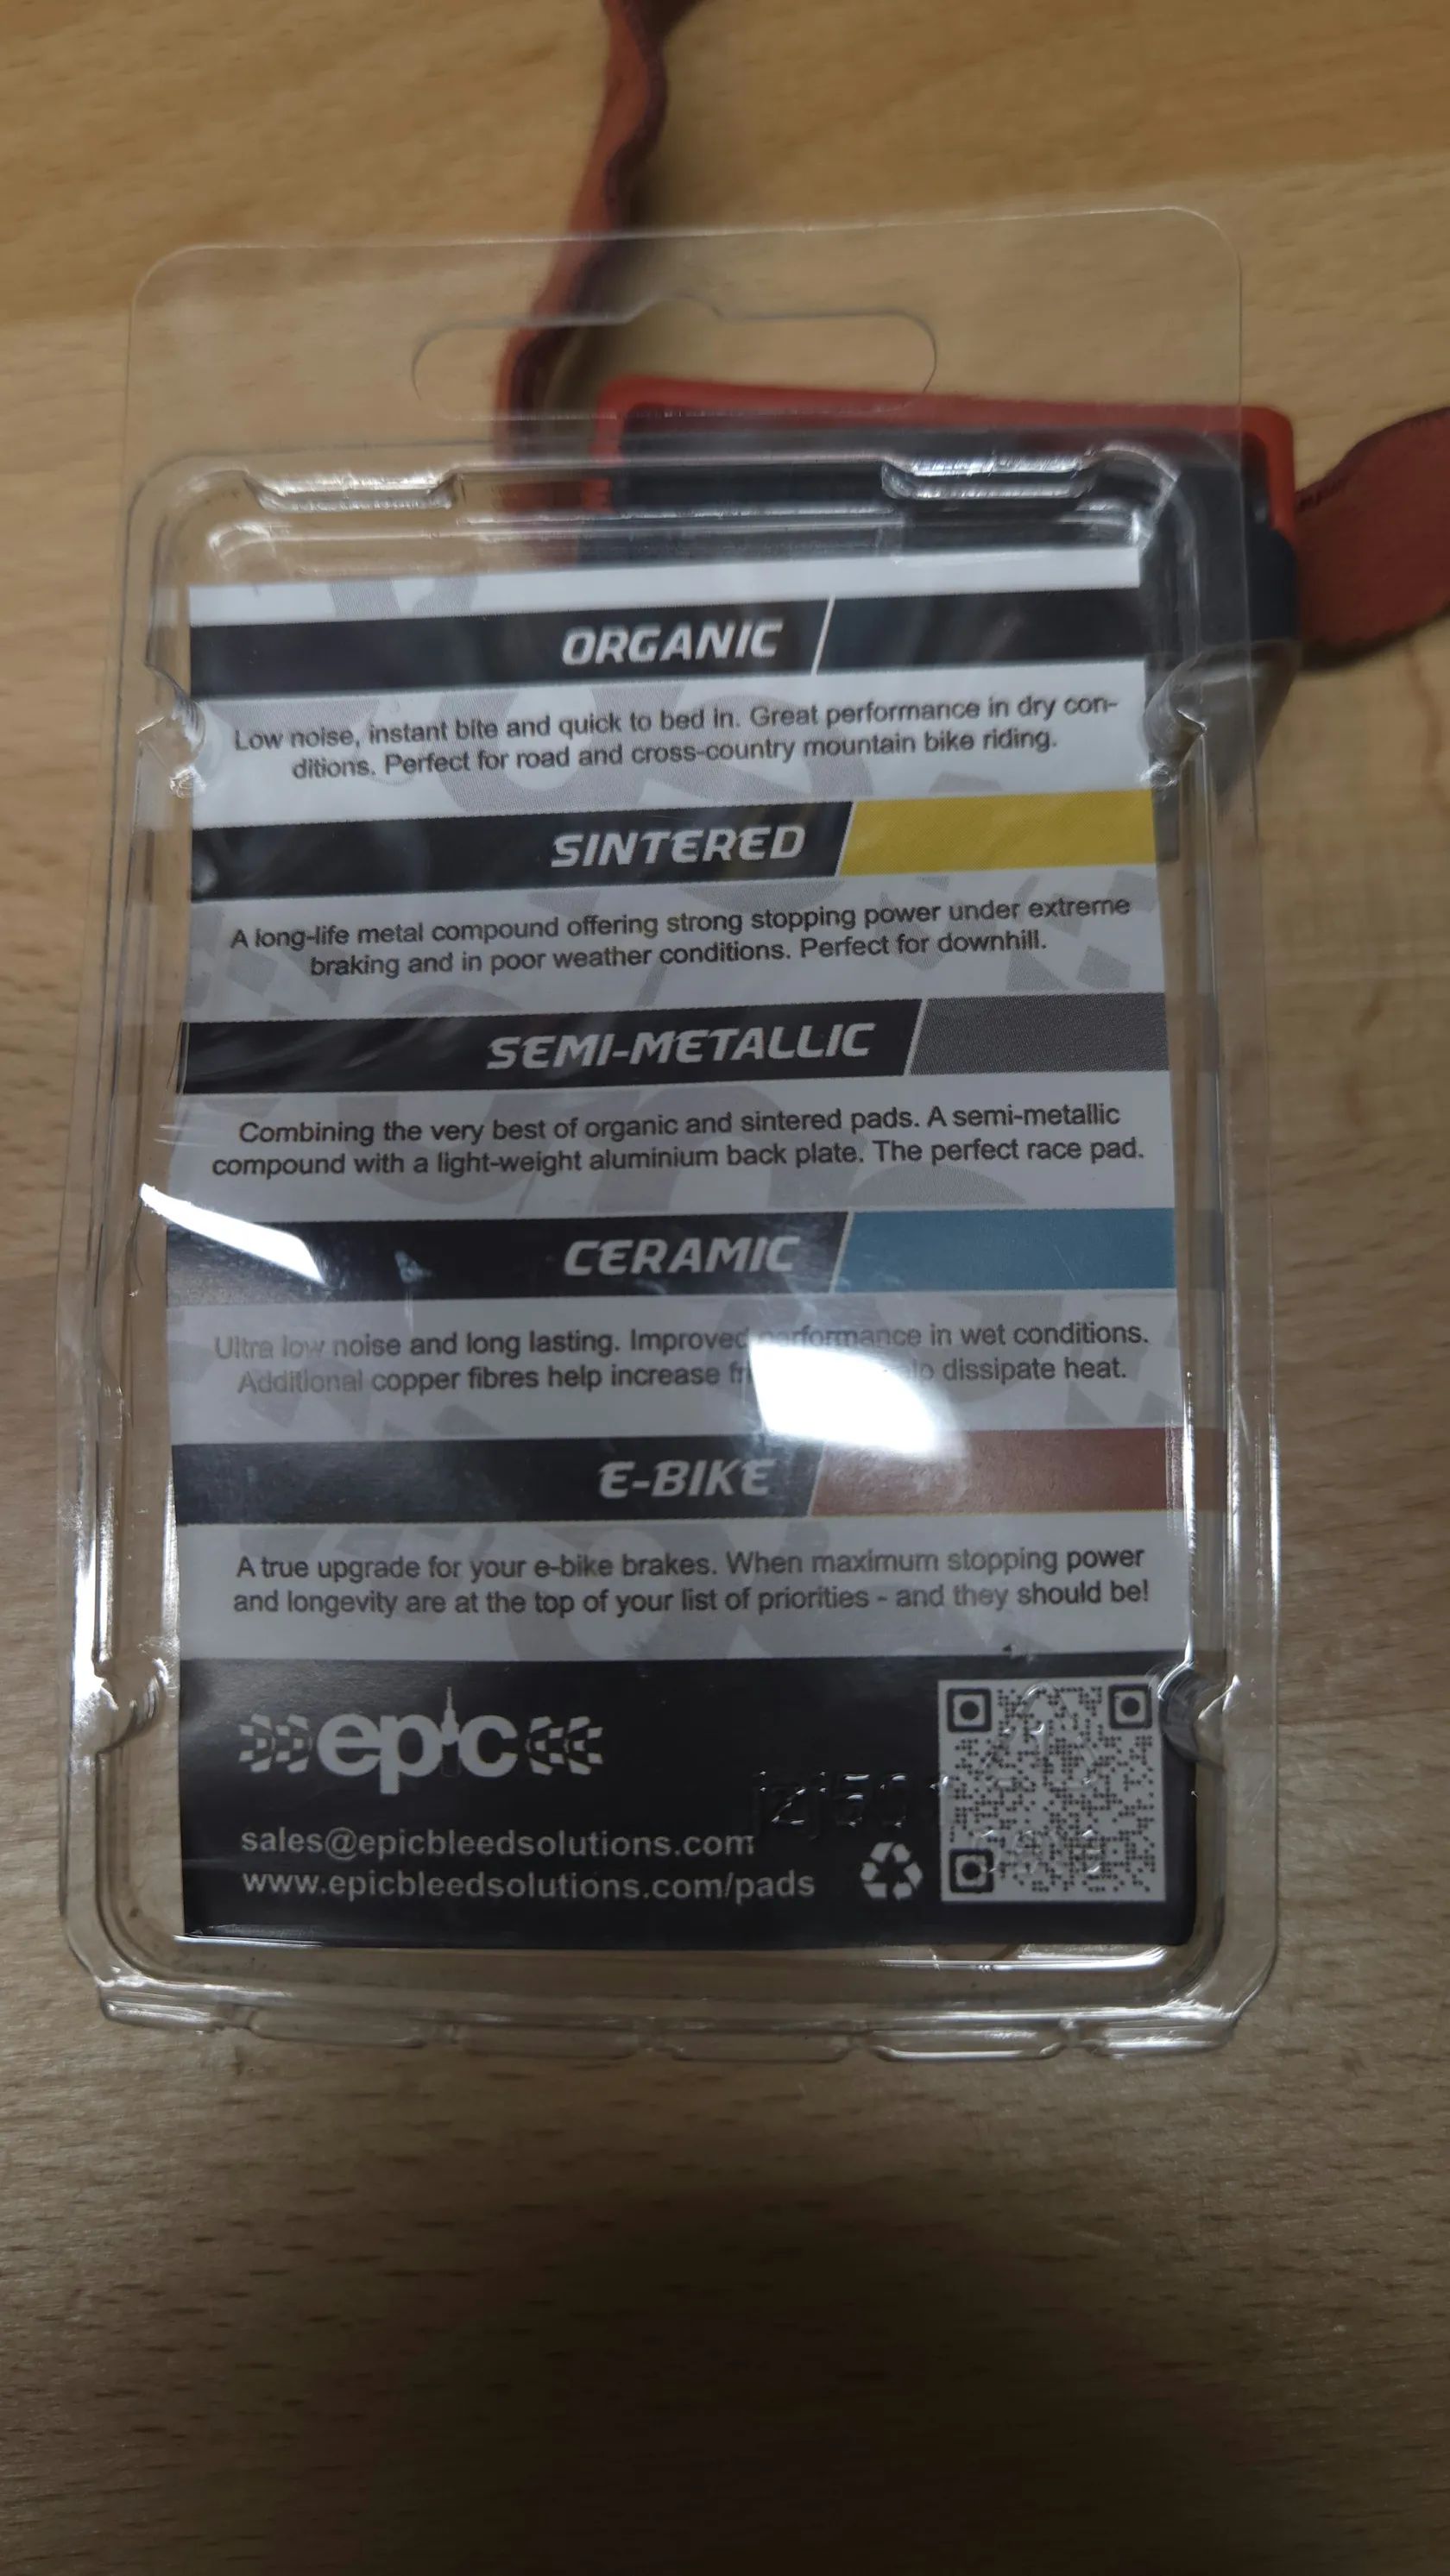 ORGANIC
Low noise, instant bite and quick to bed in. Great performance in dry con-
ditions. Perfect for road and cross-country mountain bike riding.
SINTERED
A long-life metal compound offering strong stopping power under extreme
braking and in poor weather conditions. Perfect for downhill.
SEMI-METALLIC
Combining the very best of organic and sintered pads. A semi-metallic
compound with a light-weight aluminium back plate. The perfect race pad.
CERAMIC
Ultra low noise and long lasting. Improved performance in wet conditions.
Additional copper fibres help increase dissipate heat.
E-BIKE
A true upgrade for your e-bike brakes. When maximum stopping power
and longevity are at the top of your list of priorities - and they should be!
epic
sales@epicbleedsolutions.com
www.epicbleedsolutions.com/pads